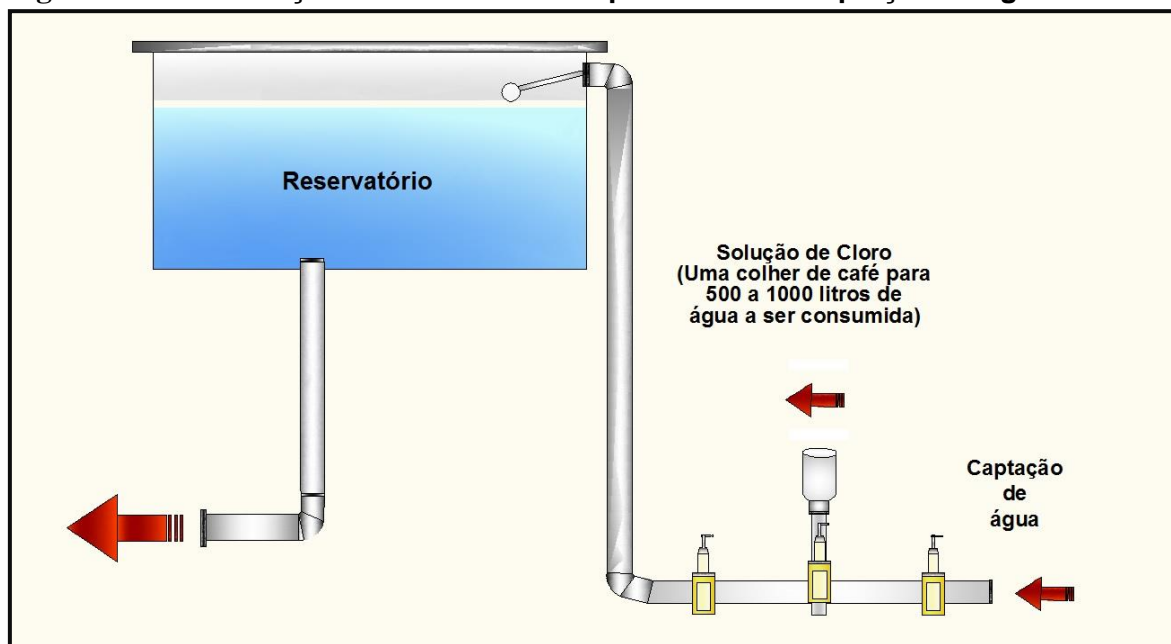 Reservatório
Solução de Cloro
(Uma colher de café para
500 a 1000 litros de
água a ser consumida)
Captação
de
água